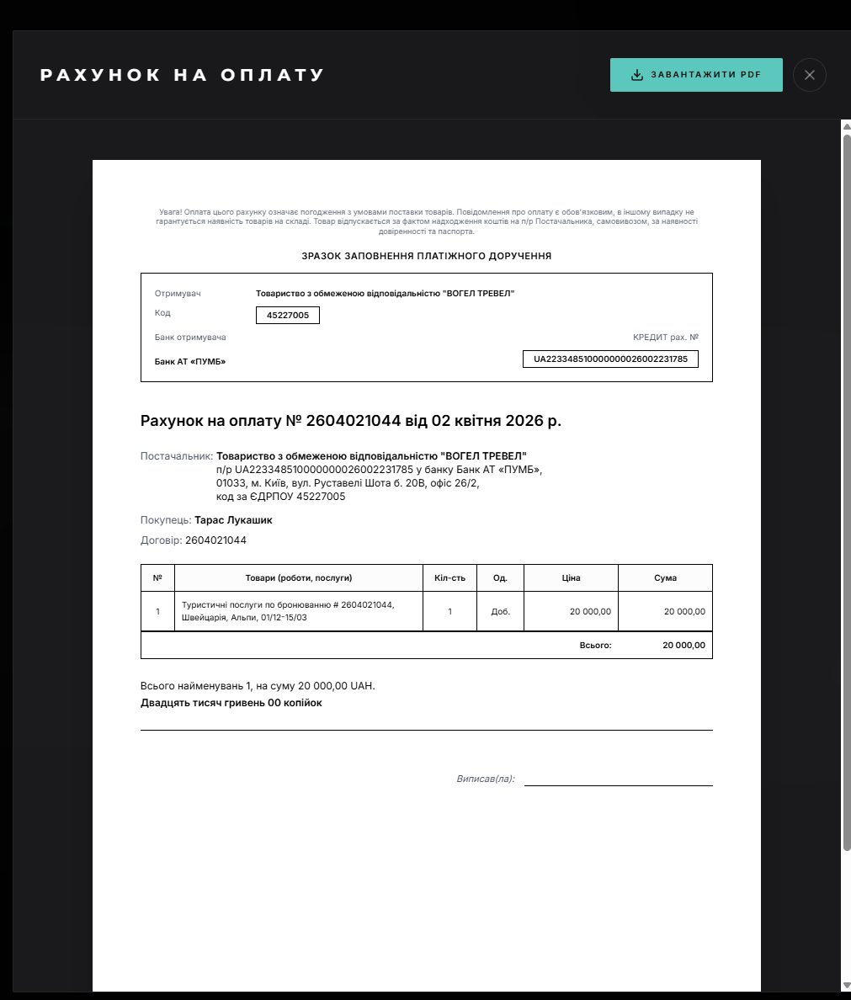 РАХУНОК НА ОПЛАТУ
ЗАВАНТАЖИТИ PDF
Увага! Оплата цього рахунку означає погодження з умовами поставки товарів. Повідомлення про оплату є обов'язковим, в іншому випадку не
гарантується наявність товарів на складі. Товар відпускається за фактом надходження коштів на п/р Постачальника, самовивозом, за наявності
довіреності та паспорта.
ЗРАЗОК ЗАПОВНЕННЯ ПЛАТІЖНОГО ДОРУЧЕННЯ
Отримувач Товариство з обмеженою відповідальністю "ВОГЕЛ ТРЕВЕЛ"
Код 45227005
Банк отримувача КРЕДИТ рах. №
Банк АТ «ПУМБ» UA223348510000000026002231785
Рахунок на оплату № 2604021044 від 02 квітня 2026 р.
Постачальник: Товариство з обмеженою відповідальністю "ВОГЕЛ ТРЕВЕЛ"
п/р UA223348510000000026002231785 у банку Банк АТ «ПУМБ»,
01033, м. Київ, вул. Руставелі Шота б. 20В, офіс 26/2,
код за ЄДРПОУ 45227005
Покупець: Тарас Лукашик
Договір: 2604021044
№ Товари (роботи, послуги) Кіл-сть Од. Ціна Сума
1 Туристичні послуги по бронюванню # 2604021044, 1 Доб. 20 000,00 20 000,00
Швейцарія, Альпи, 01/12-15/03
Всього: 20 000,00
Всього найменувань 1, на суму 20 000,00 UAH.
Двадцять тисяч гривень 00 копійок
Виписав(ла):